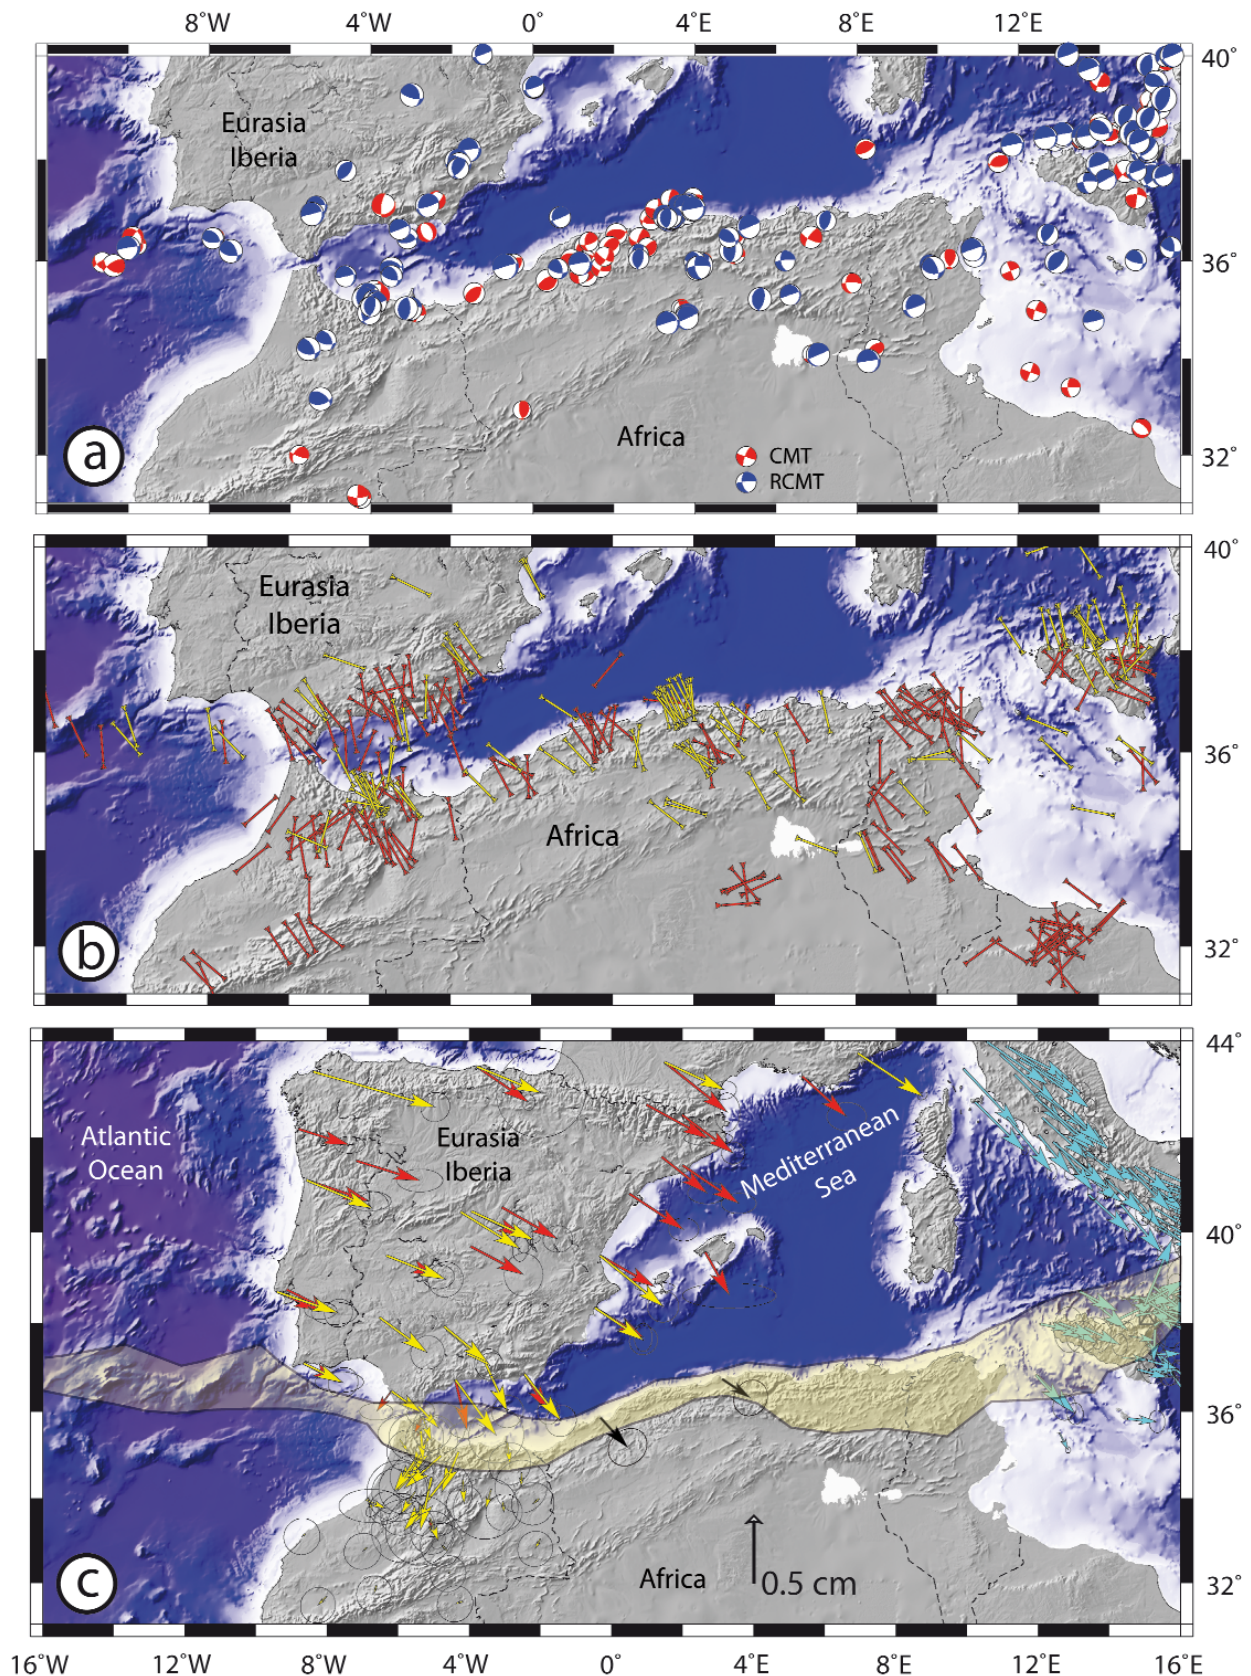 8°W 4°W 0° 4°E 8°E 12°E
40°
Eurasia
Iberia
36°
Africa
CMT
RCMT
32°
a
40°
Eurasia
Iberia
36°
Africa
32°
b
44°
Atlantic
Ocean
Eurasia
Iberia
Mediterranean
Sea
40°
36°
Africa
0.5 cm
32°
c
16°W 12°W 8°W 4°W 0° 4°E 8°E 12°E 16°E